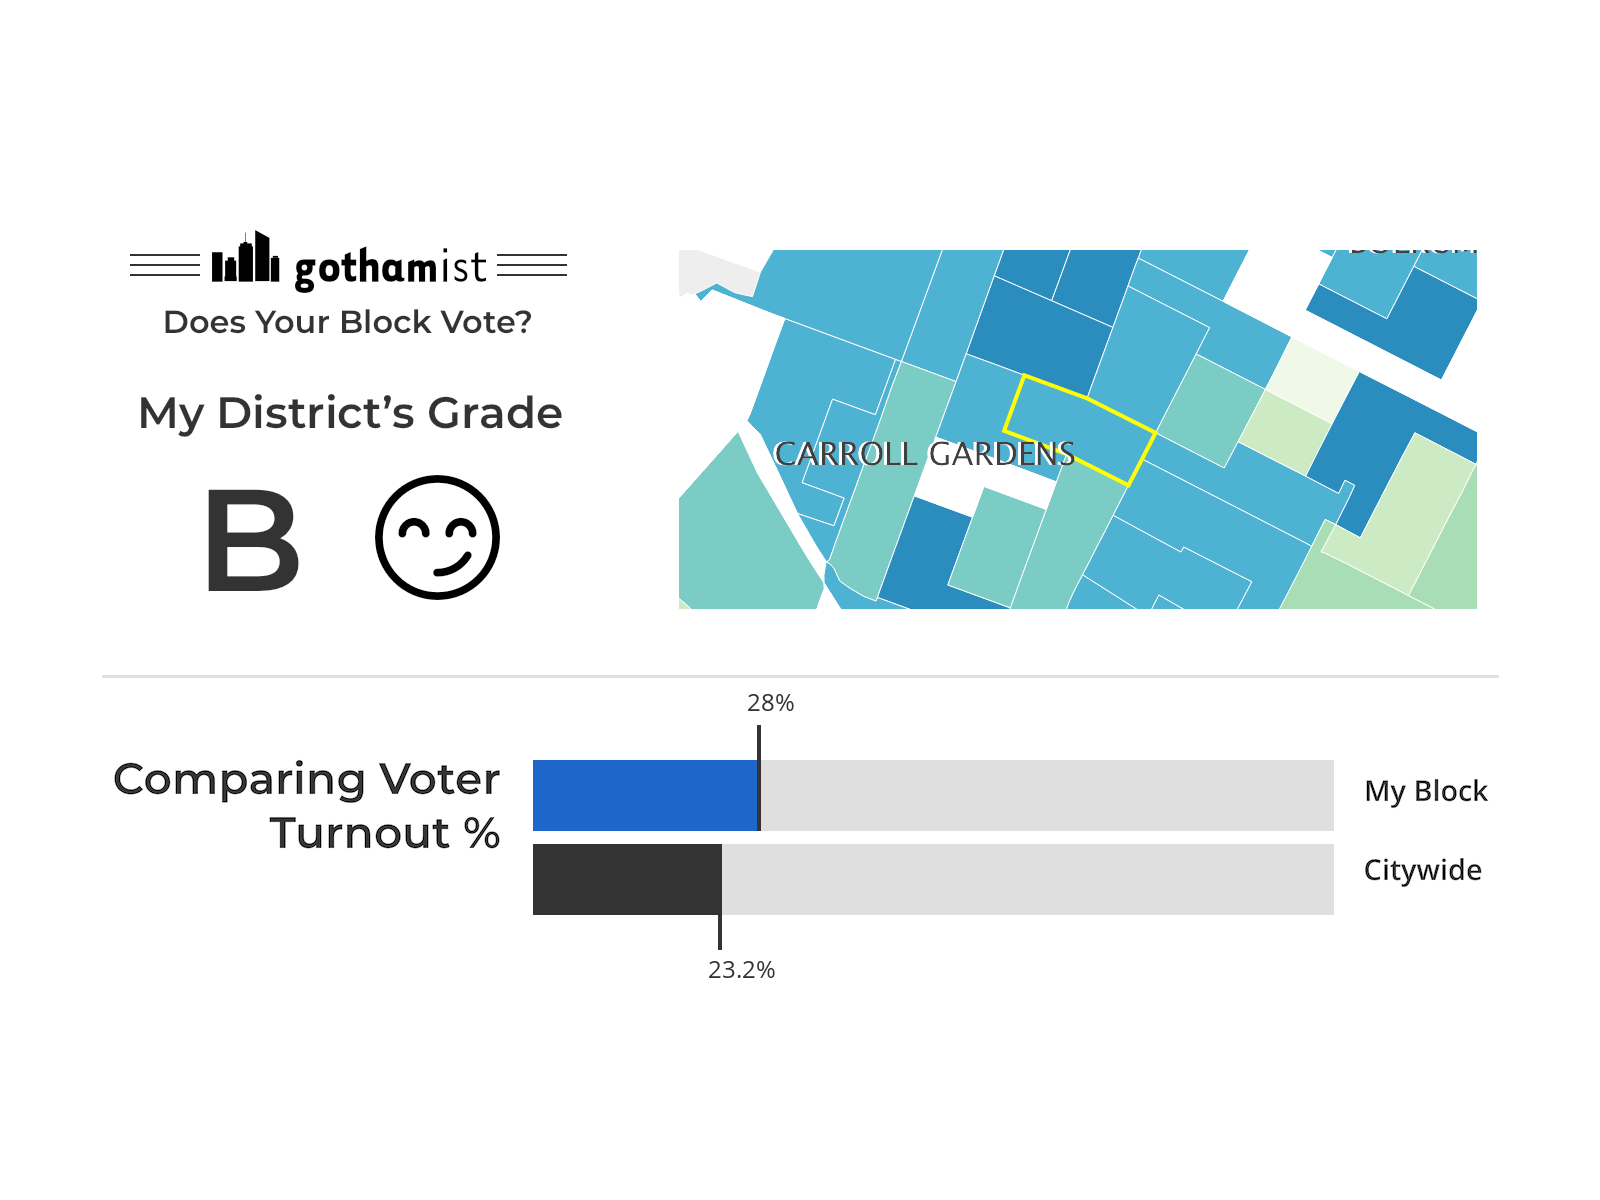 gothamist
Does Your Block Vote?
My District’s Grade
B
CARROLL GARDENS
28%
Comparing Voter
Turnout %
My Block
Citywide
23.2%